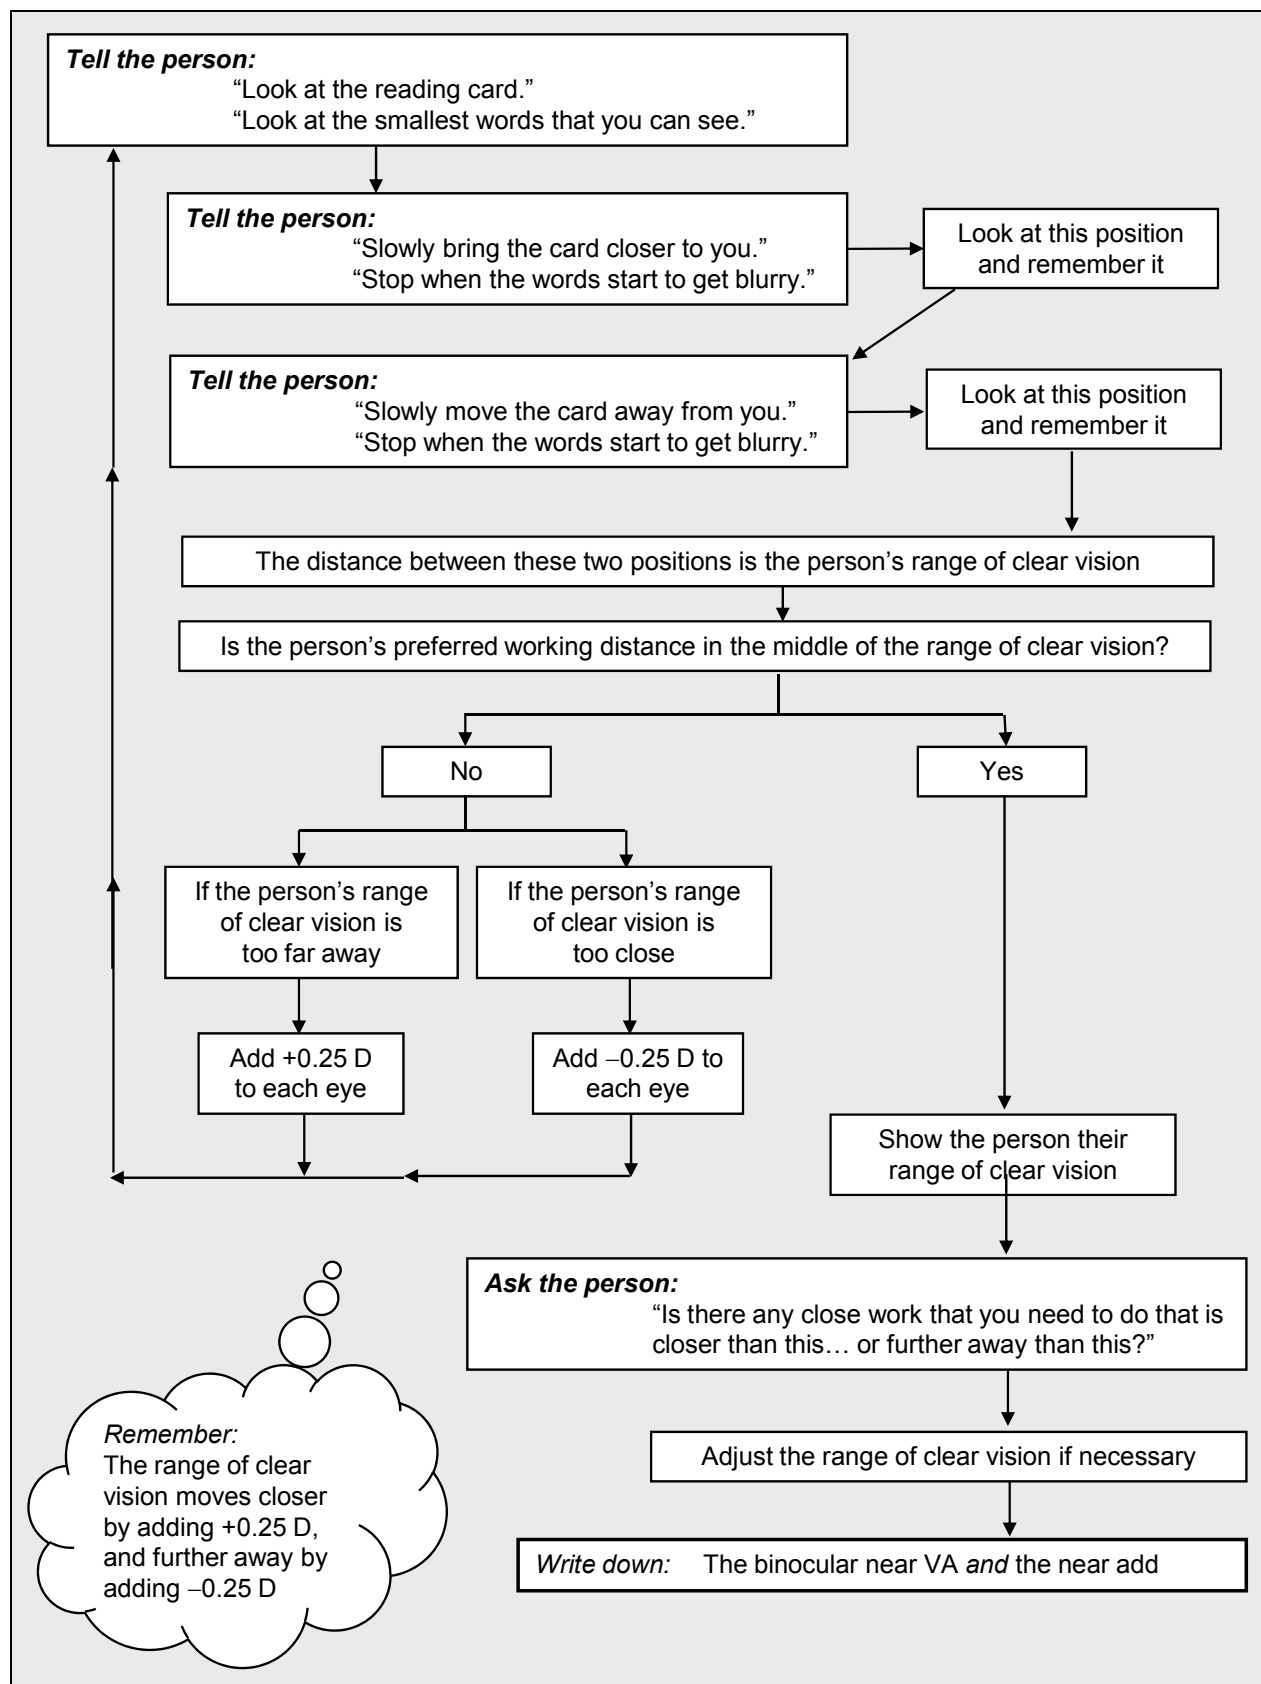 Tell the person:
“Look at the reading card.”
“Look at the smallest words that you can see.”
Tell the person:
“Slowly bring the card closer to you.”
“Stop when the words start to get blurry.”
Look at this position
and remember it
Tell the person:
“Slowly move the card away from you.”
“Stop when the words start to get blurry.”
Look at this position
and remember it
The distance between these two positions is the person’s range of clear vision
Is the person’s preferred working distance in the middle of the range of clear vision?
No
Yes
If the person’s range
of clear vision is
too far away
If the person’s range
of clear vision is
too close
Add +0.25 D
to each eye
Add −0.25 D to
each eye
Show the person their
range of clear vision
Ask the person:
“Is there any close work that you need to do that is
closer than this… or further away than this?”
Adjust the range of clear vision if necessary
Write down: The binocular near VA and the near add
Remember:
The range of clear
vision moves closer
by adding +0.25 D,
and further away by
adding −0.25 D